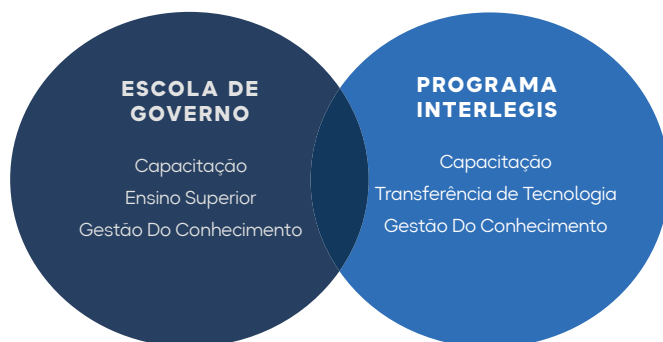 ESCOLA DE
GOVERNO
Capacitação
Ensino Superior
Gestão Do Conhecimento
PROGRAMA
INTERLEGIS
Capacitação
Transferência de Tecnologia
Gestão Do Conhecimento